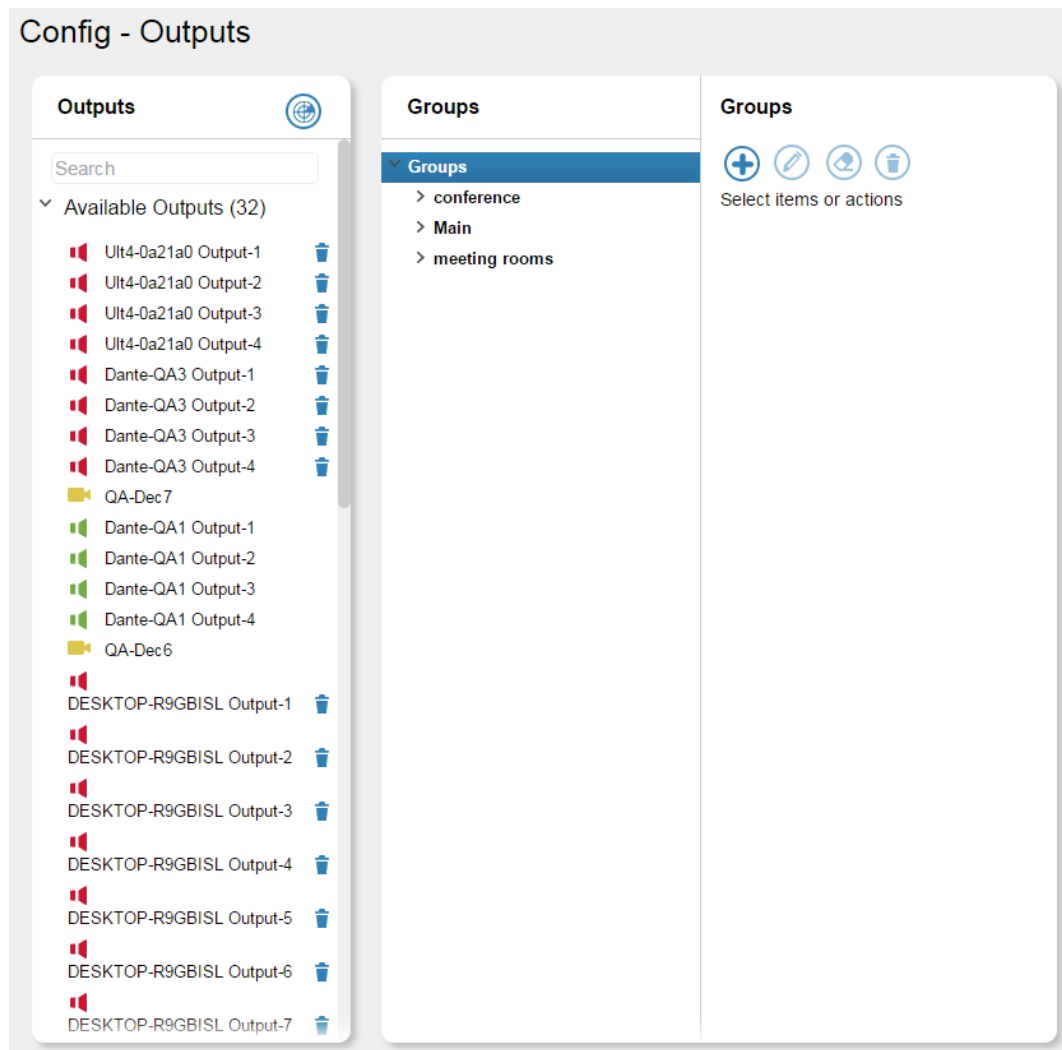 Config - Outputs
Outputs
Search
Available Outputs (32)
Ult4-0a21a0 Output-1
Ult4-0a21a0 Output-2
Ult4-0a21a0 Output-3
Ult4-0a21a0 Output-4
Dante-QA3 Output-1
Dante-QA3 Output-2
Dante-QA3 Output-3
Dante-QA3 Output-4
QA-Dec7
Dante-QA1 Output-1
Dante-QA1 Output-2
Dante-QA1 Output-3
Dante-QA1 Output-4
QA-Dec6
DESKTOP-R9GBISL Output-1
DESKTOP-R9GBISL Output-2
DESKTOP-R9GBISL Output-3
DESKTOP-R9GBISL Output-4
DESKTOP-R9GBISL Output-5
DESKTOP-R9GBISL Output-6
DESKTOP-R9GBISL Output-7
Groups
Groups
conference
Main
meeting rooms
Groups
Select items or actions